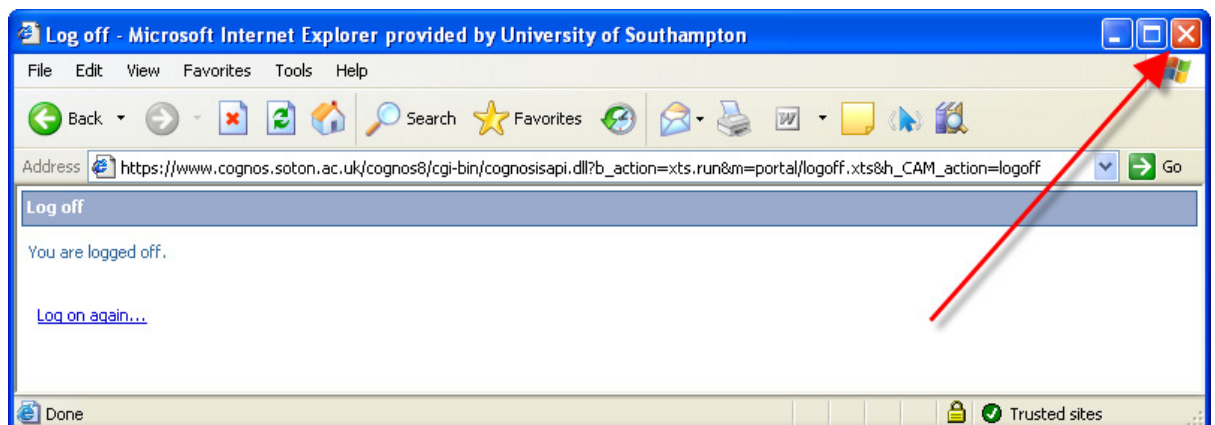 Log off - Microsoft Internet Explorer provided by University of Southampton
File Edit View Favorites Tools Help
Back Search Favorites W
Address https://www.cognos.soton.ac.uk/cognos8/cgi-bin/cognosisapi.dll?b_action=xts.run&m=portal/logoff.xts&h_CAM_action=logoff Go
Log off
You are logged off.
Log on again...
Done Trusted sites